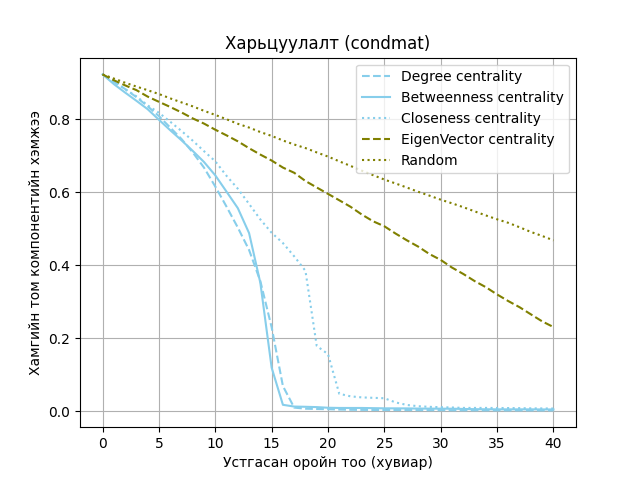 Харьцуулалт (condmat)
Degree centrality
Betweenness centrality
Closeness centrality
EigenVector centrality
Random
Хамгийн том компонентийн хэмжээ
0.8
0.6
0.4
0.2
0.0
0 5 10 15 20 25 30 35 40
Устгасан оройн тоо (хувиар)